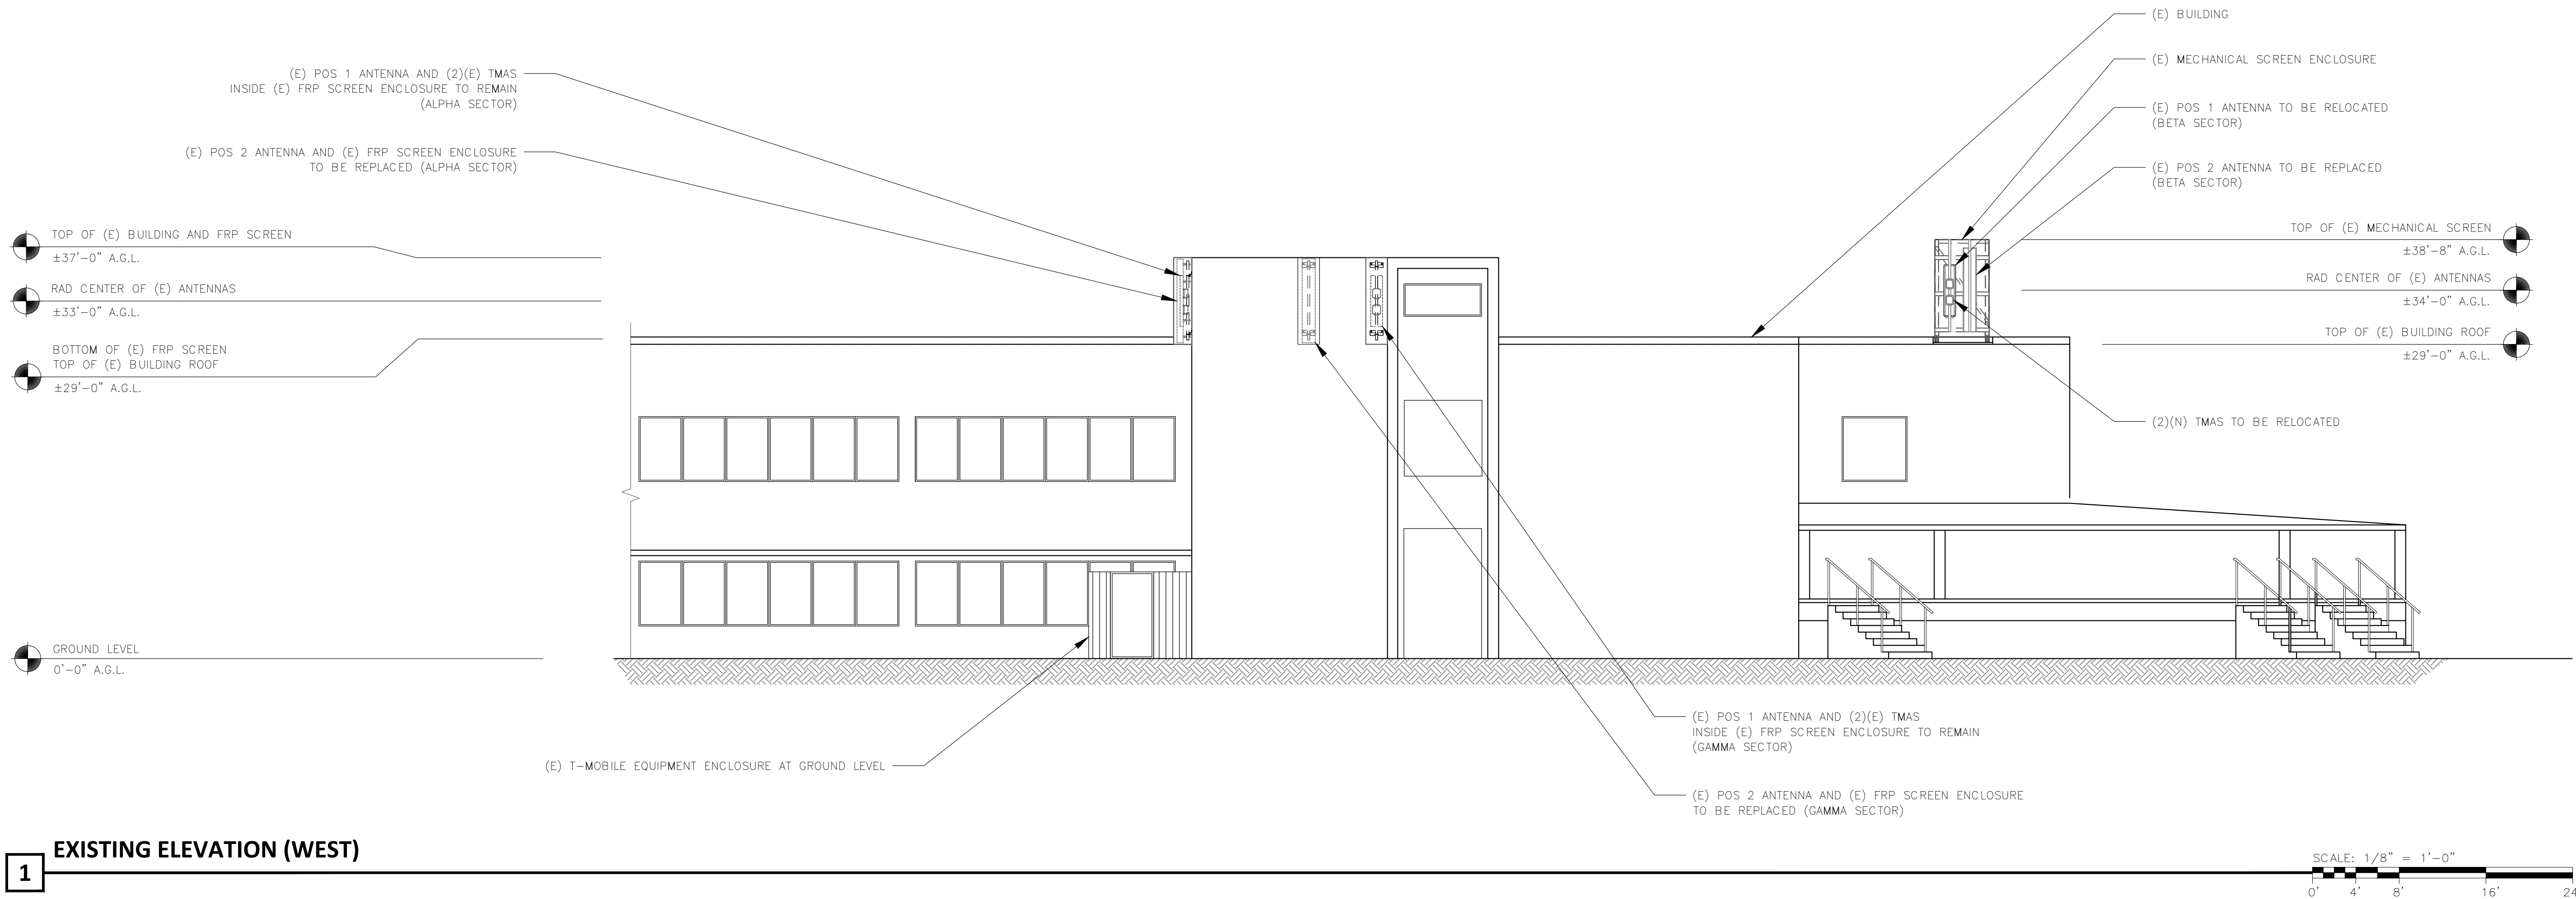 (E) BUILDING
(E) MECHANICAL SCREEN ENCLOSURE
(E) POS 1 ANTENNA AND (2)(E) TMAS
INSIDE (E) FRP SCREEN ENCLOSURE TO REMAIN
(ALPHA SECTOR)
(E) POS 1 ANTENNA TO BE RELOCATED
(BETA SECTOR)
(E) POS 2 ANTENNA AND (E) FRP SCREEN ENCLOSURE
TO BE REPLACED (ALPHA SECTOR)
(E) POS 2 ANTENNA TO BE REPLACED
(BETA SECTOR)
TOP OF (E) BUILDING AND FRP SCREEN
±37'-0" A.G.L.
RAD CENTER OF (E) ANTENNAS
±33'-0" A.G.L.
BOTTOM OF (E) FRP SCREEN
TOP OF (E) BUILDING ROOF
±29'-0" A.G.L.
TOP OF (E) MECHANICAL SCREEN
±38'-8" A.G.L.
RAD CENTER OF (E) ANTENNAS
±34'-0" A.G.L.
TOP OF (E) BUILDING ROOF
±29'-0" A.G.L.
(2)(N) TMAS TO BE RELOCATED
GROUND LEVEL
0'-0" A.G.L.
(E) POS 1 ANTENNA AND (2)(E) TMAS
INSIDE (E) FRP SCREEN ENCLOSURE TO REMAIN
(GAMMA SECTOR)
(E) T-MOBILE EQUIPMENT ENCLOSURE AT GROUND LEVEL
(E) POS 2 ANTENNA AND (E) FRP SCREEN ENCLOSURE
TO BE REPLACED (GAMMA SECTOR)
1
EXISTING ELEVATION (WEST)
SCALE: 1/8" = 1'-0"
0' 4' 8' 16' 24